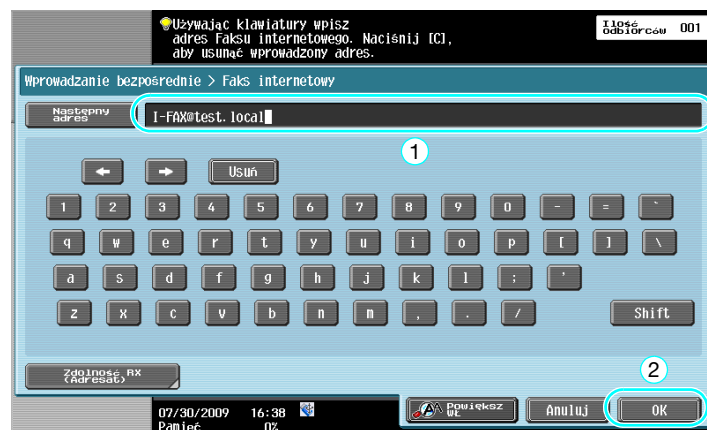 Używając klawiatury wpisz
adres Faksu internetowego. Naciśnij [C],
aby usunąć wprowadzony adres.
Ilość
odbiorców 001
Wprowadzanie bezpośrednie > Faks internetowy
Następny
adres
I-FAX@test.local
1
Usuń
1 2 3 4 5 6 7 8 9 0 - = `
q w e r t y u i o p [ ] \
a s d f g h j k l ; '
z x c v b n m , . / Shift
Zdolność RX
(Adresat)
2
Powiększ
WŁ
Anuluj
OK
07/30/2009 16:38
Pamięć 0%